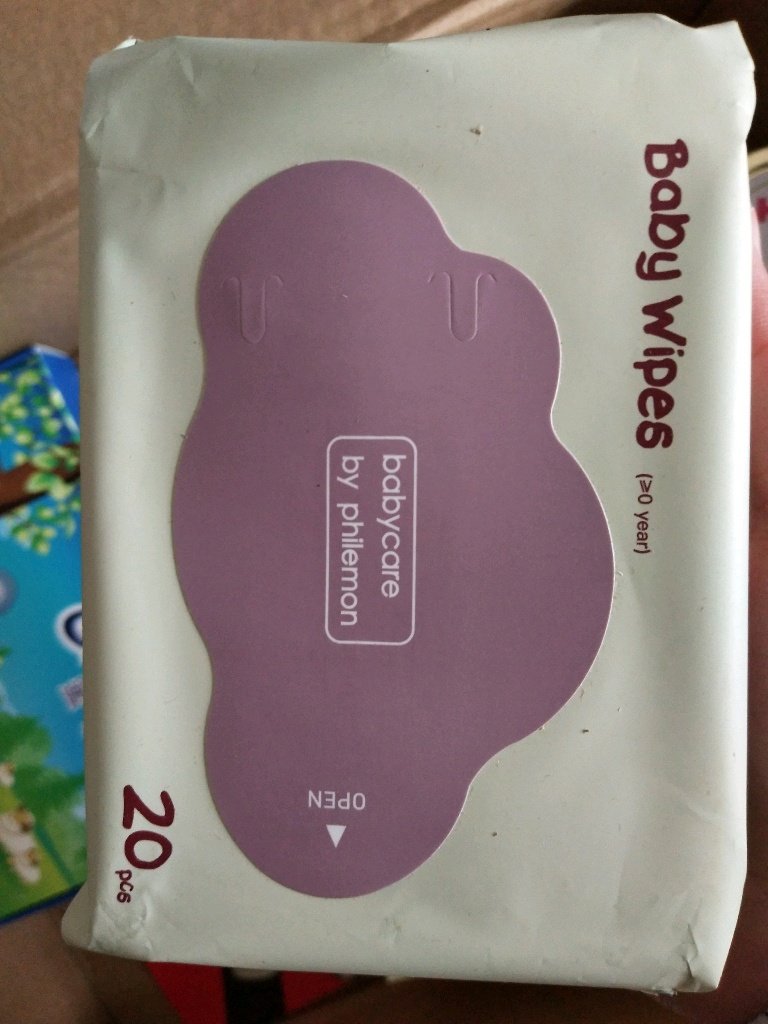 Baby Wipes (≥0 year)
babycare
by philemon
OPEN
20 pcs